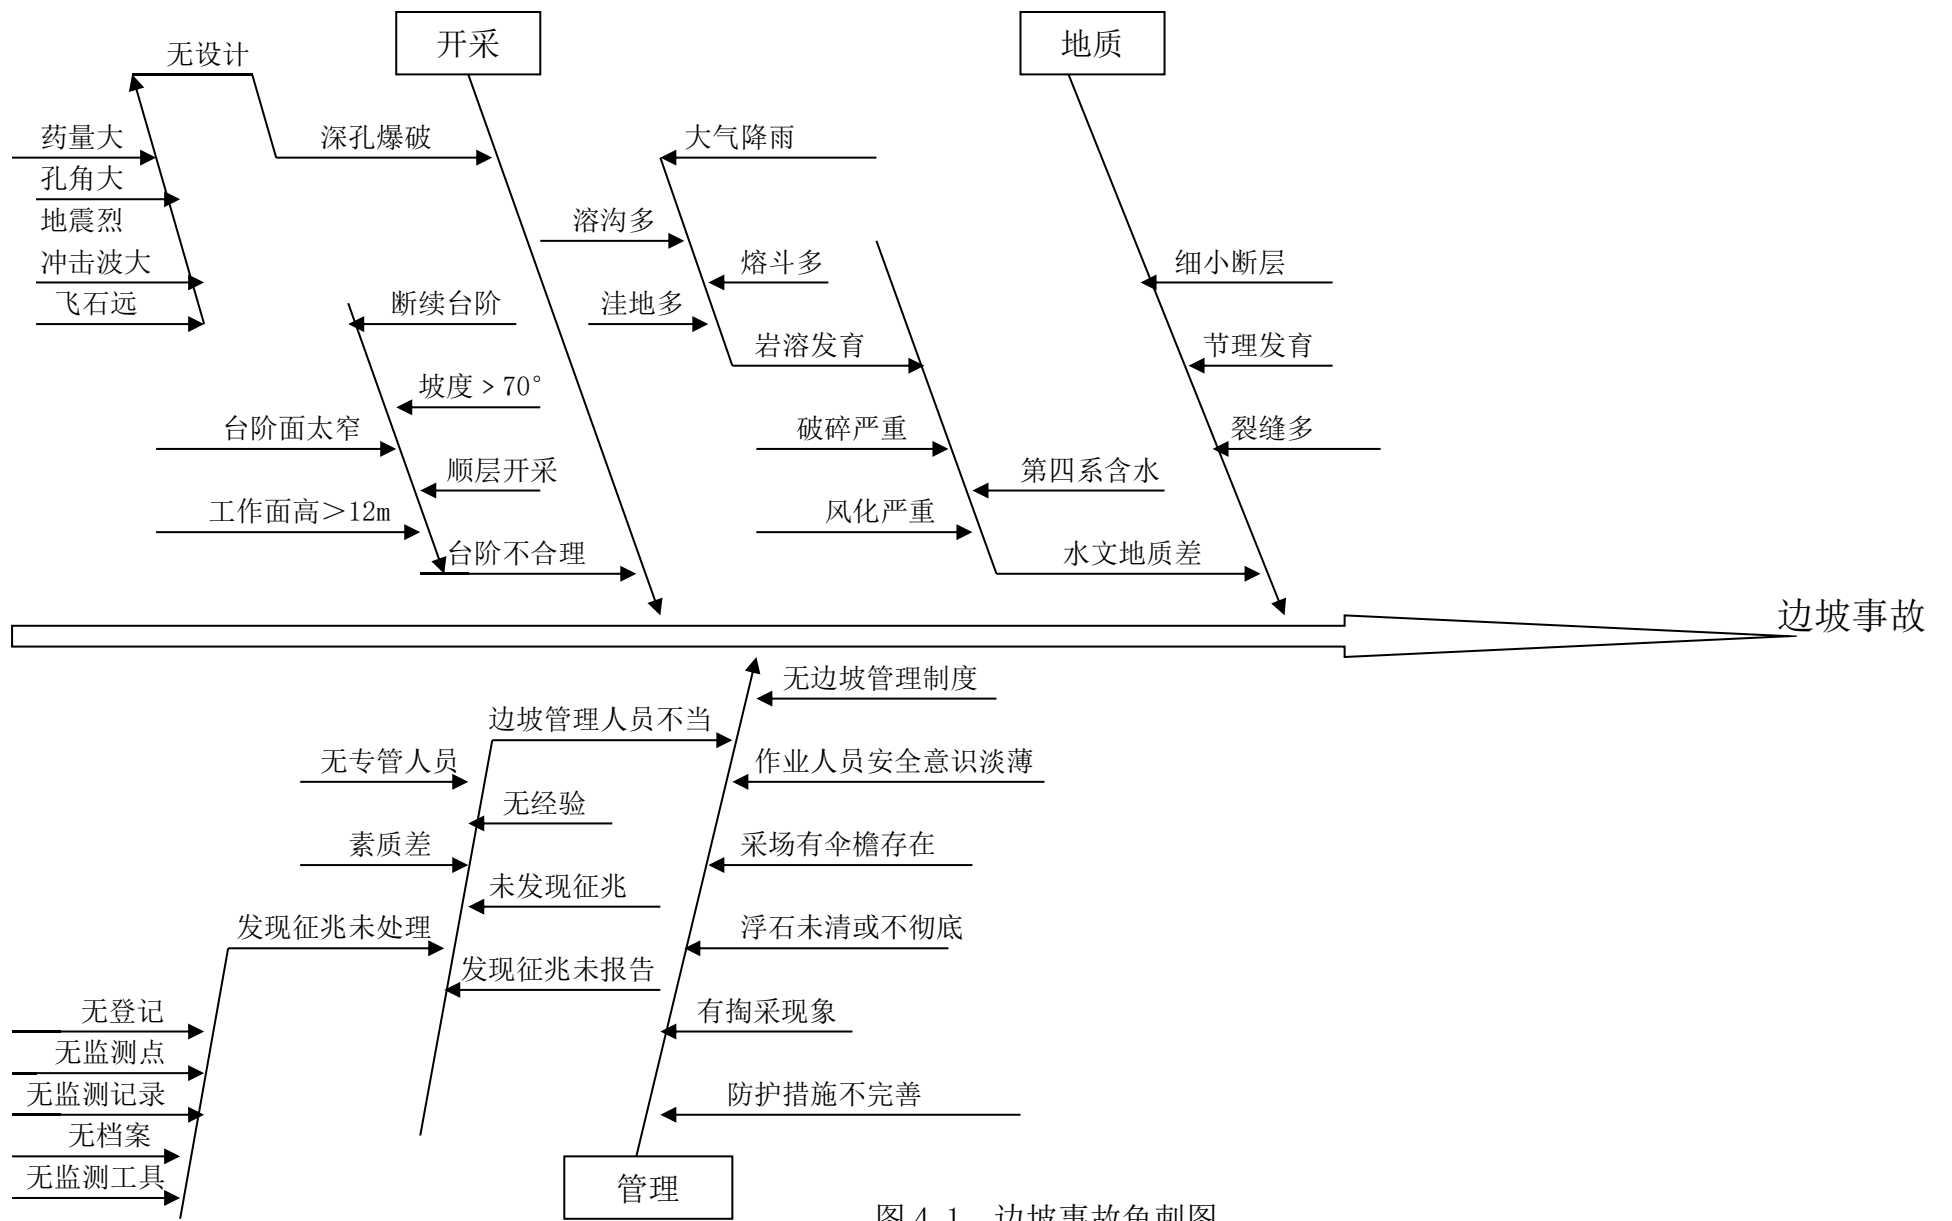 开采
地质
无设计
药量大
深孔爆破
大气降雨
孔角大
地震烈
溶沟多
冲击波大
熔斗多
细小断层
飞石远
断续台阶
洼地多
岩溶发育
节理发育
坡度﹥70°
台阶面太窄
破碎严重
裂缝多
顺层开采
第四系含水
工作面高＞12m
风化严重
台阶不合理
水文地质差
边坡事故
无边坡管理制度
边坡管理人员不当
无专管人员
作业人员安全意识淡薄
无经验
素质差
采场有伞檐存在
未发现征兆
发现征兆未处理
浮石未清或不彻底
发现征兆未报告
无登记
有掏采现象
无监测点
无监测记录
防护措施不完善
无档案
无监测工具
管理
图 4.1 边坡事故鱼刺图